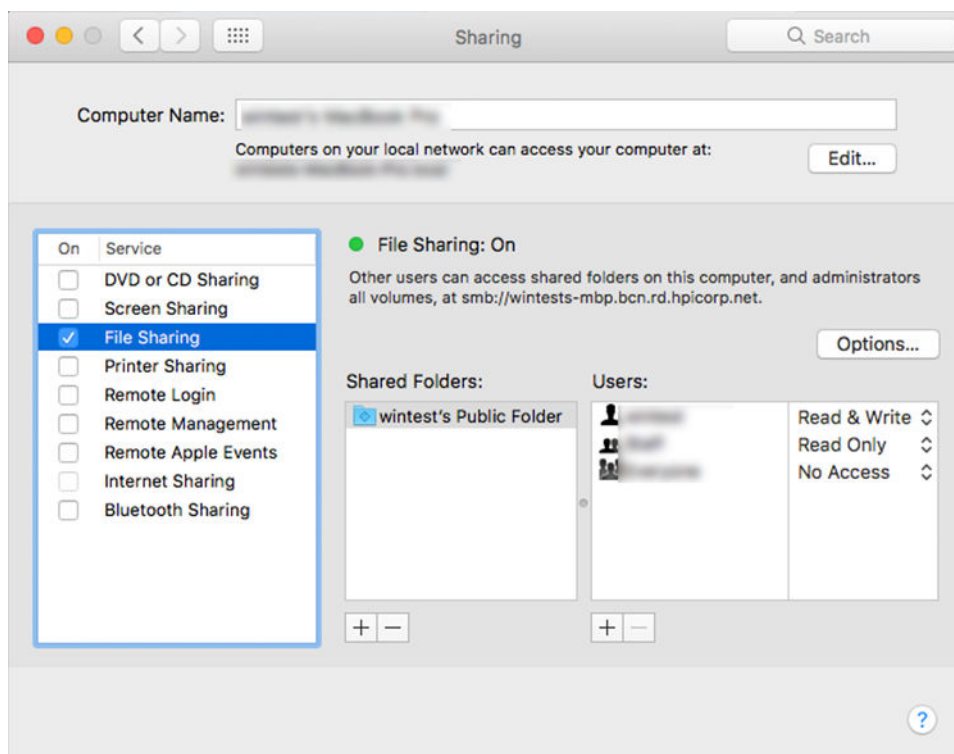 Sharing
Search
Computer Name:
Computers on your local network can access your computer at:
Edit...
On Service
DVD or CD Sharing
Screen Sharing
File Sharing
Printer Sharing
Remote Login
Remote Management
Remote Apple Events
Internet Sharing
Bluetooth Sharing
File Sharing: On
Other users can access shared folders on this computer, and administrators
all volumes, at smb://wintests-mbp.bcn.rd.hpicorp.net.
Options...
Shared Folders:
wintest's Public Folder
Users:
Read & Write
Read Only
No Access
+ −
+ −
?